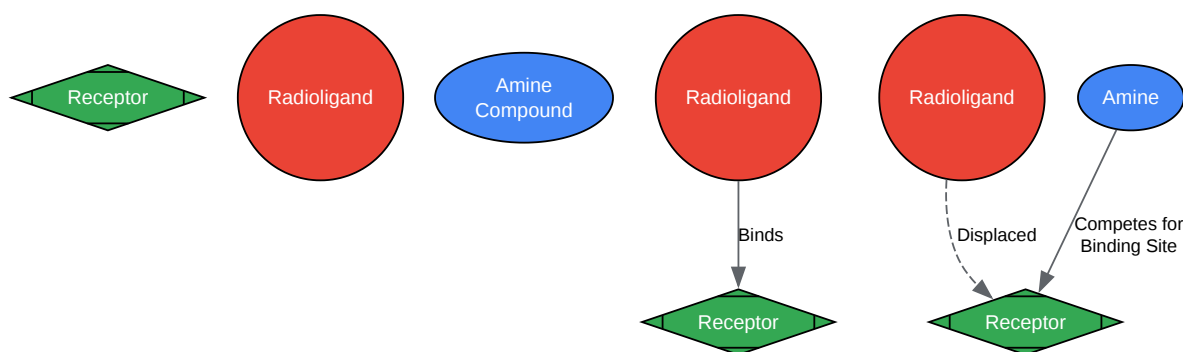 Receptor
Radioligand
Amine
Compound
Radioligand
Radioligand
Amine
Binds
Displaced
Competes for
Binding Site
Receptor
Receptor